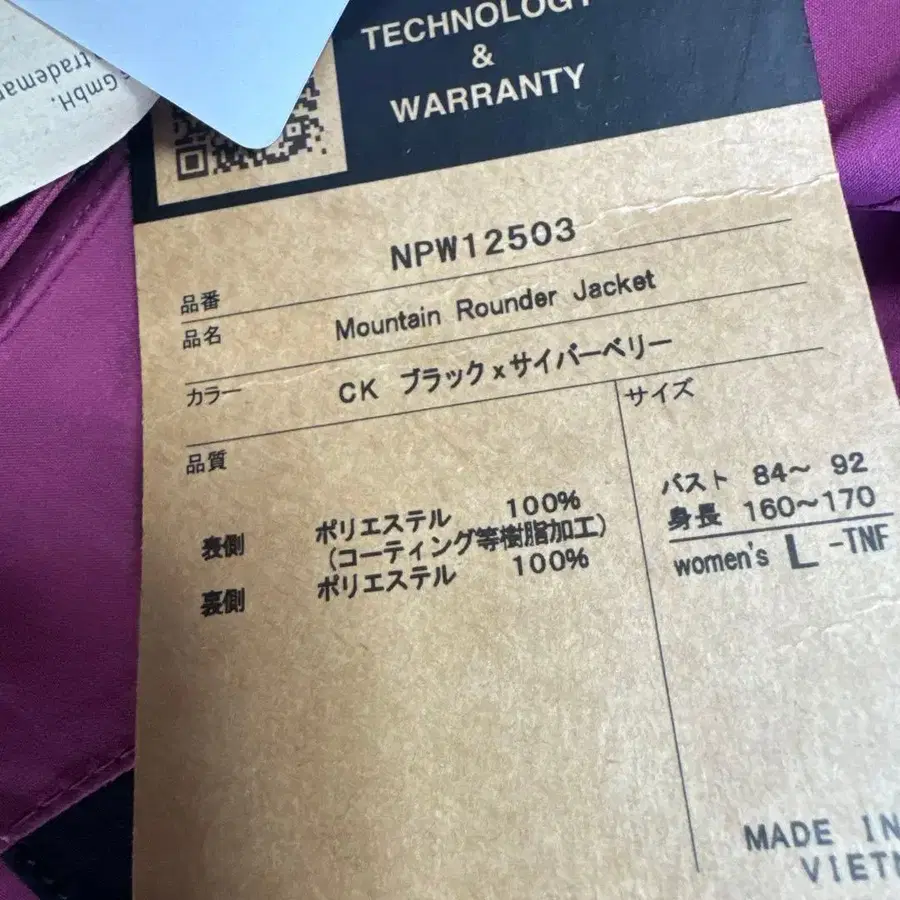 GmbH.
TECHNOLOGY
&
WARRANTY
品番 NPW12503
品名 Mountain Rounder Jacket
カラー CK ブラック×サイバーベリー
品質
表側 ポリエステル 100%
(コーティング等樹脂加工)
裏側 ポリエステル 100%
サイズ
バスト 84〜 92
身長 160〜170
women's L -TNF
MADE IN